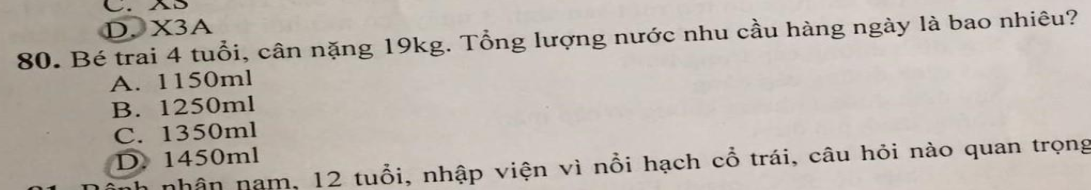 C. X3
D. X3A
80. Bé trai 4 tuổi, cân nặng 19kg. Tổng lượng nước nhu cầu hàng ngày là bao nhiêu?
A. 1150ml
B. 1250ml
C. 1350ml
D. 1450ml
nhân nam, 12 tuổi, nhập viện vì nổi hạch cổ trái, câu hỏi nào quan trọng